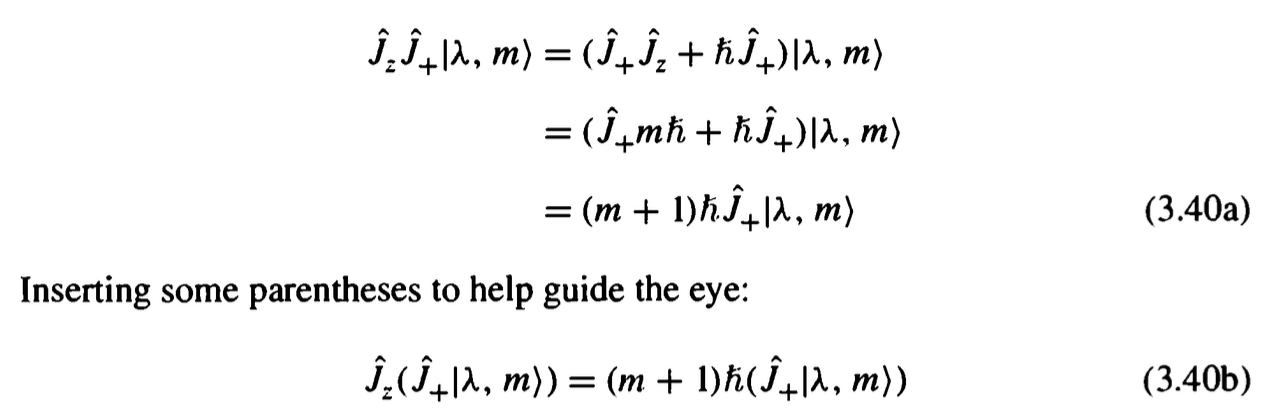 Ĵ_z Ĵ_+|λ, m⟩ = (Ĵ_+ Ĵ_z + ℏĴ_+)|λ, m⟩
= (Ĵ_+ mℏ + ℏĴ_+)|λ, m⟩
= (m + 1)ℏĴ_+|λ, m⟩ (3.40a)
Inserting some parentheses to help guide the eye:
Ĵ_z(Ĵ_+|λ, m⟩) = (m + 1)ℏ(Ĵ_+|λ, m⟩) (3.40b)